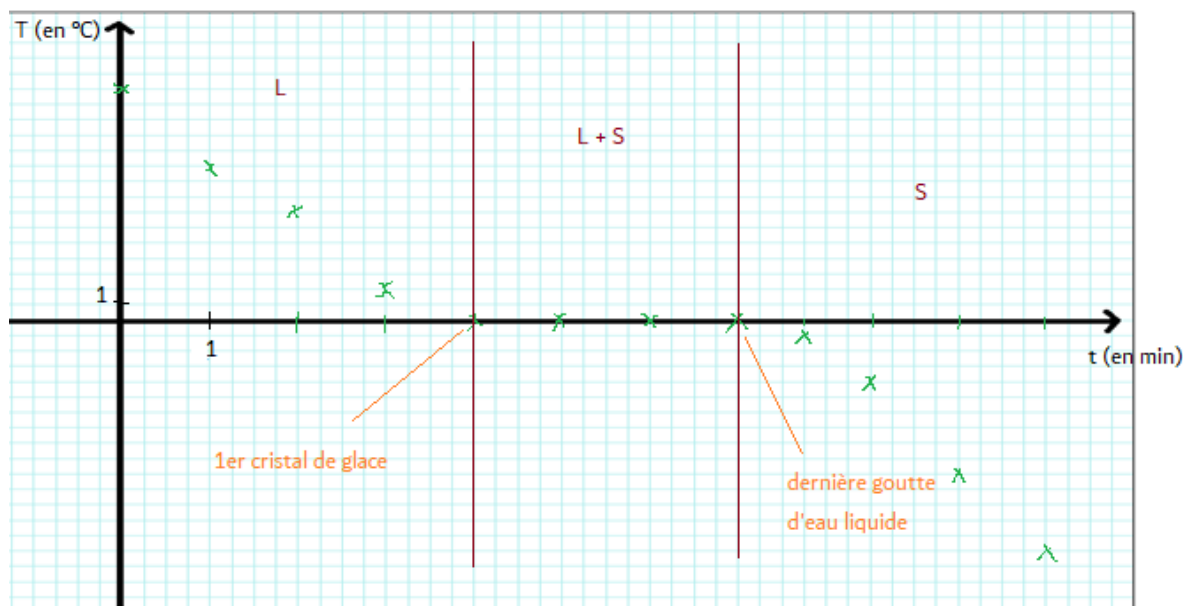 T (en °C)
L
L + S
S
1
1
t (en min)
1er cristal de glace
dernière goutte
d'eau liquide